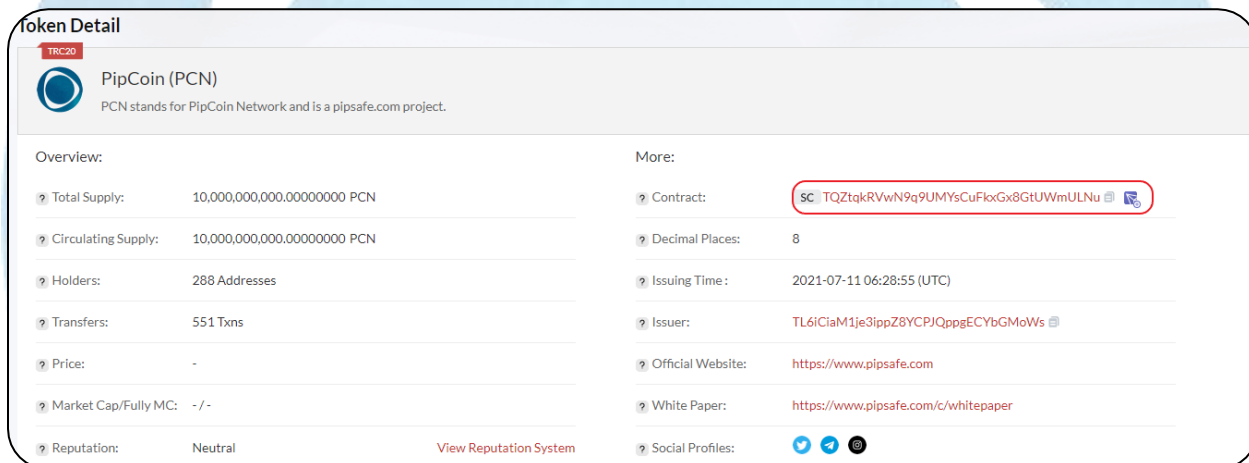 Token Detail
TRC20
PipCoin (PCN)
PCN stands for PipCoin Network and is a pipsafe.com project.
Overview:
? Total Supply: 10,000,000,000.00000000 PCN
? Circulating Supply: 10,000,000,000.00000000 PCN
? Holders: 288 Addresses
? Transfers: 551 Txns
? Price: -
? Market Cap/Fully MC: - / -
? Reputation: Neutral View Reputation System
More:
? Contract: SC TQZtqkRVwN9q9UMYsCuFkxGx8GtUWmULNu
? Decimal Places: 8
? Issuing Time : 2021-07-11 06:28:55 (UTC)
? Issuer: TL6iCiaM1je3ippZ8YCPJQppgECYbGMoWs
? Official Website: https://www.pipsafe.com
? White Paper: https://www.pipsafe.com/c/whitepaper
? Social Profiles: